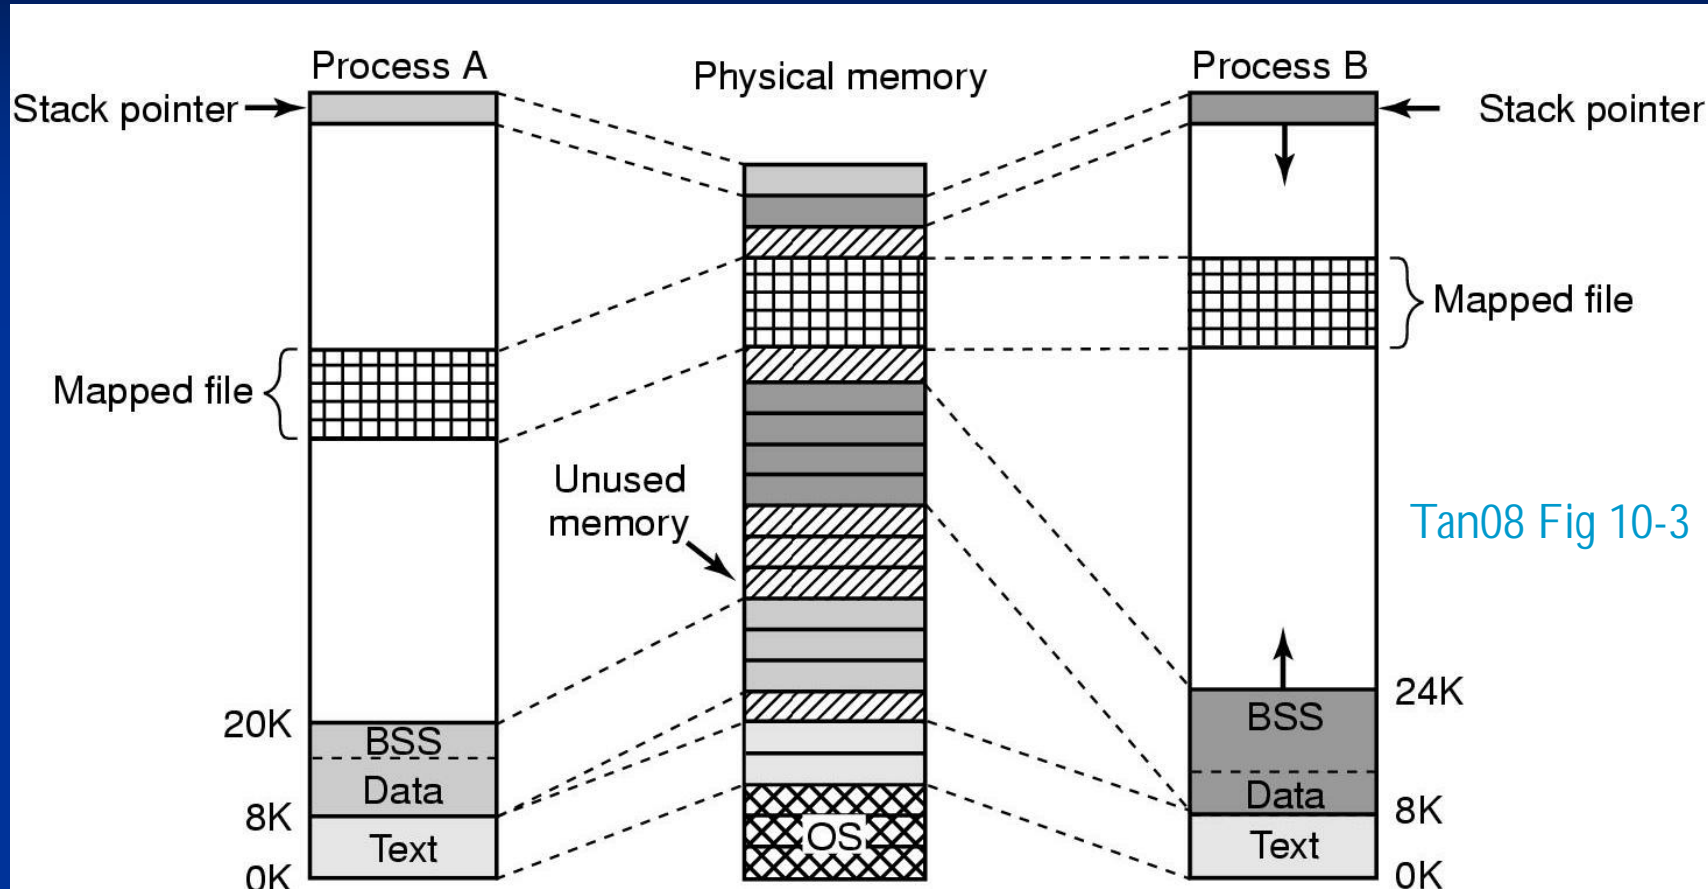 Process A
Physical memory
Process B
Stack pointer
Stack pointer
Mapped file
Mapped file
Unused
memory
Tan08 Fig 10-3
20K
BSS
Data
8K
Text
0K
OS
24K
BSS
Data
8K
Text
0K